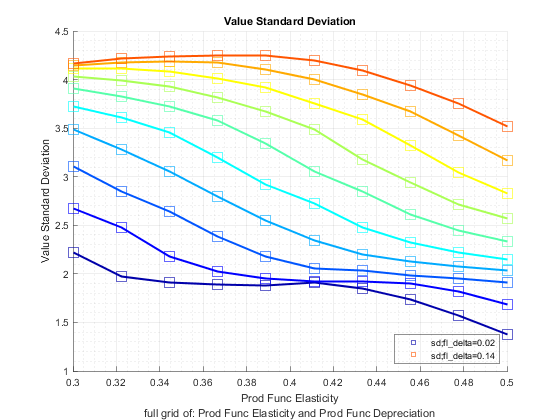 Value Standard Deviation
4.5
4
3.5
3
2.5
2
1.5
1
Value Standard Deviation
sd;fl_delta=0.02
sd;fl_delta=0.14
0.3 0.32 0.34 0.36 0.38 0.4 0.42 0.44 0.46 0.48 0.5
Prod Func Elasticity
full grid of: Prod Func Elasticity and Prod Func Depreciation